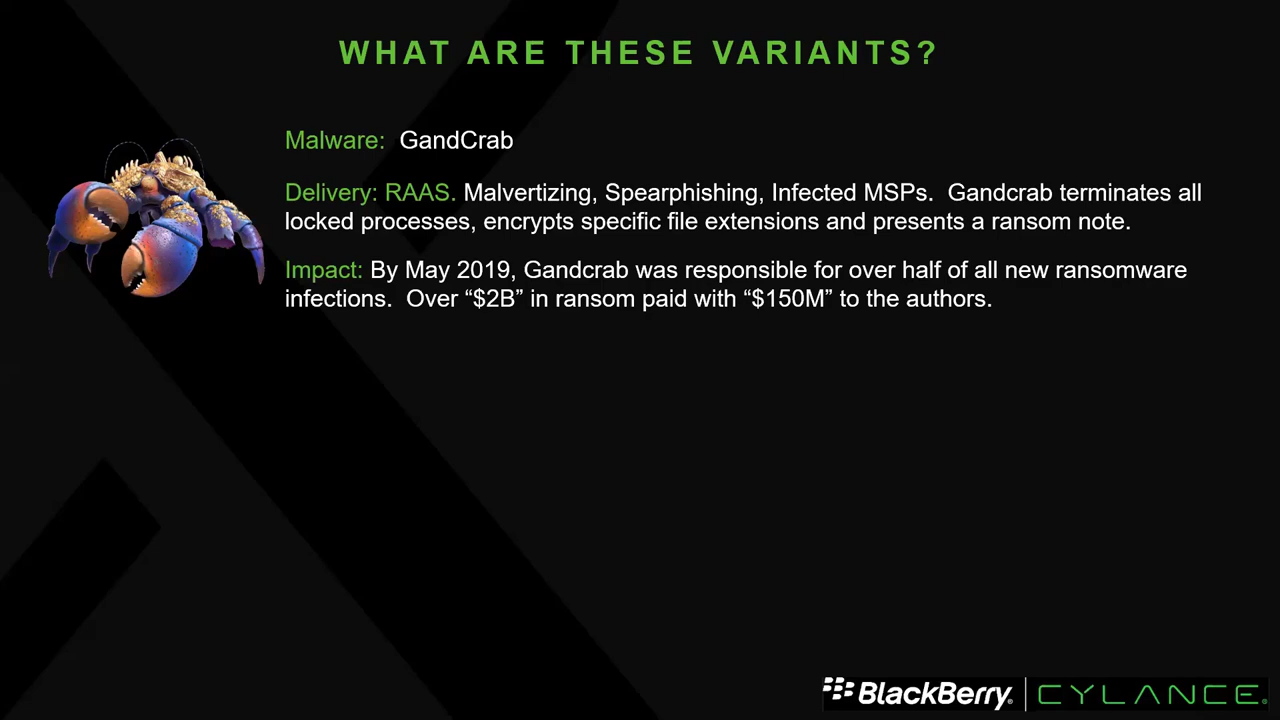 WHAT ARE THESE VARIANTS?
Malware: GandCrab
Delivery: RAAS. Malvertizing, Spearphishing, Infected MSPs. Gandcrab terminates all
locked processes, encrypts specific file extensions and presents a ransom note.
Impact: By May 2019, Gandcrab was responsible for over half of all new ransomware
infections. Over “$2B” in ransom paid with “$150M” to the authors.
BlackBerry® | CYLANCE®